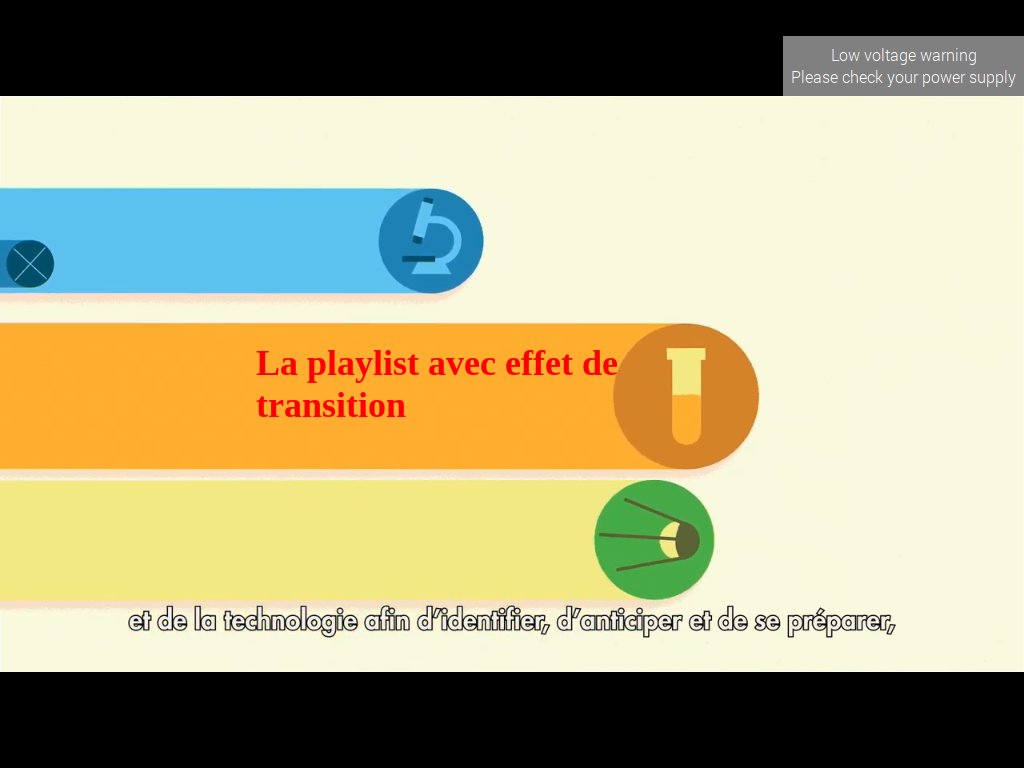 Low voltage warning
Please check your power supply
La playlist avec effet de
transition
et de la technologie afin d'identifier, d'anticiper et de se préparer,